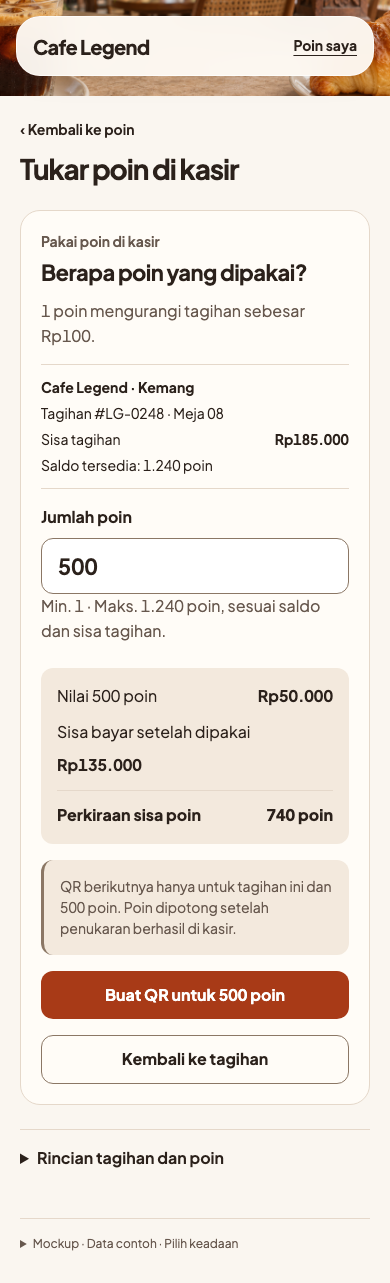 Cafe Legend
Poin saya
‹ Kembali ke poin
Tukar poin di kasir
Pakai poin di kasir
Berapa poin yang dipakai?
1 poin mengurangi tagihan sebesar
Rp100.
Cafe Legend · Kemang
Tagihan #LG-0248 · Meja 08
Sisa tagihan Rp185.000
Saldo tersedia: 1.240 poin
Jumlah poin
500
Min. 1 · Maks. 1.240 poin, sesuai saldo
dan sisa tagihan.
Nilai 500 poin Rp50.000
Sisa bayar setelah dipakai
Rp135.000
Perkiraan sisa poin 740 poin
QR berikutnya hanya untuk tagihan ini dan
500 poin. Poin dipotong setelah
penukaran berhasil di kasir.
Buat QR untuk 500 poin
Kembali ke tagihan
Rincian tagihan dan poin
Mockup · Data contoh · Pilih keadaan